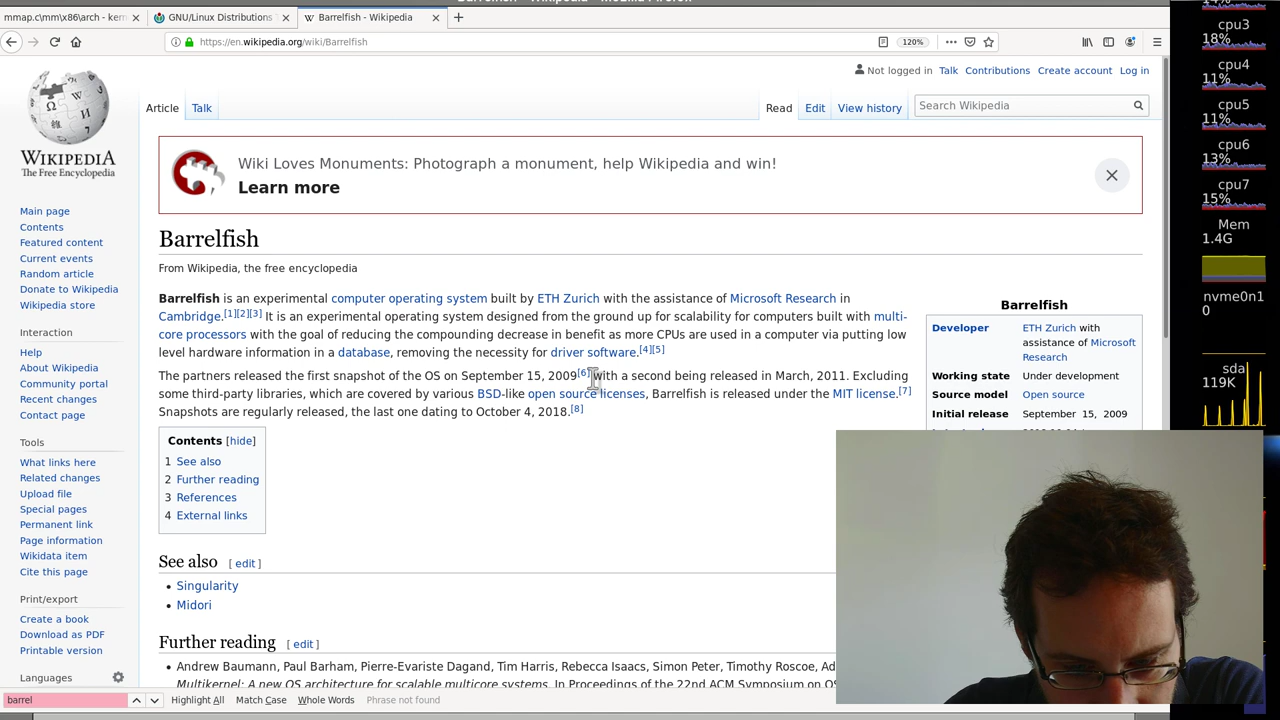 Barrelfish - Wikipedia - Mozilla Firefox
mmap.c\mm\x86\arch - kern
GNU/Linux Distributions
Barrelfish - Wikipedia
https://en.wikipedia.org/wiki/Barrelfish
120%
Not logged in Talk Contributions Create account Log in
Article Talk
Read Edit View history
Search Wikipedia
WIKIPEDIA
The Free Encyclopedia
Main page
Contents
Featured content
Current events
Random article
Donate to Wikipedia
Wikipedia store
Interaction
Help
About Wikipedia
Community portal
Recent changes
Contact page
Tools
What links here
Related changes
Upload file
Special pages
Permanent link
Page information
Wikidata item
Cite this page
Print/export
Create a book
Download as PDF
Printable version
Languages
Wiki Loves Monuments: Photograph a monument, help Wikipedia and win!
Learn more
Barrelfish
From Wikipedia, the free encyclopedia
Barrelfish is an experimental computer operating system built by ETH Zurich with the assistance of Microsoft Research in
Cambridge.[1][2][3] It is an experimental operating system designed from the ground up for scalability for computers built with multi-
core processors with the goal of reducing the compounding decrease in benefit as more CPUs are used in a computer via putting low
level hardware information in a database, removing the necessity for driver software.[4][5]
The partners released the first snapshot of the OS on September 15, 2009[6] with a second being released in March, 2011. Excluding
some third-party libraries, which are covered by various BSD-like open source licenses, Barrelfish is released under the MIT license.[7]
Snapshots are regularly released, the last one dating to October 4, 2018.[8]
Barrelfish
Developer ETH Zurich with
assistance of Microsoft
Research
Working state Under development
Source model Open source
Initial release September 15, 2009
Contents [hide]
1 See also
2 Further reading
3 References
4 External links
See also [ edit ]
• Singularity
• Midori
Further reading [ edit ]
• Andrew Baumann, Paul Barham, Pierre-Evariste Dagand, Tim Harris, Rebecca Isaacs, Simon Peter, Timothy Roscoe, Ad
Multikernel: A new OS architecture for scalable multicore systems. In Proceedings of the 22nd ACM Symposium on OS
barrel
Highlight All Match Case Whole Words Phrase not found
14%
cpu3
18%
cpu4
11%
cpu5
11%
cpu6
13%
cpu7
15%
Mem
1.4G
nvme0n1
0
sda
119K